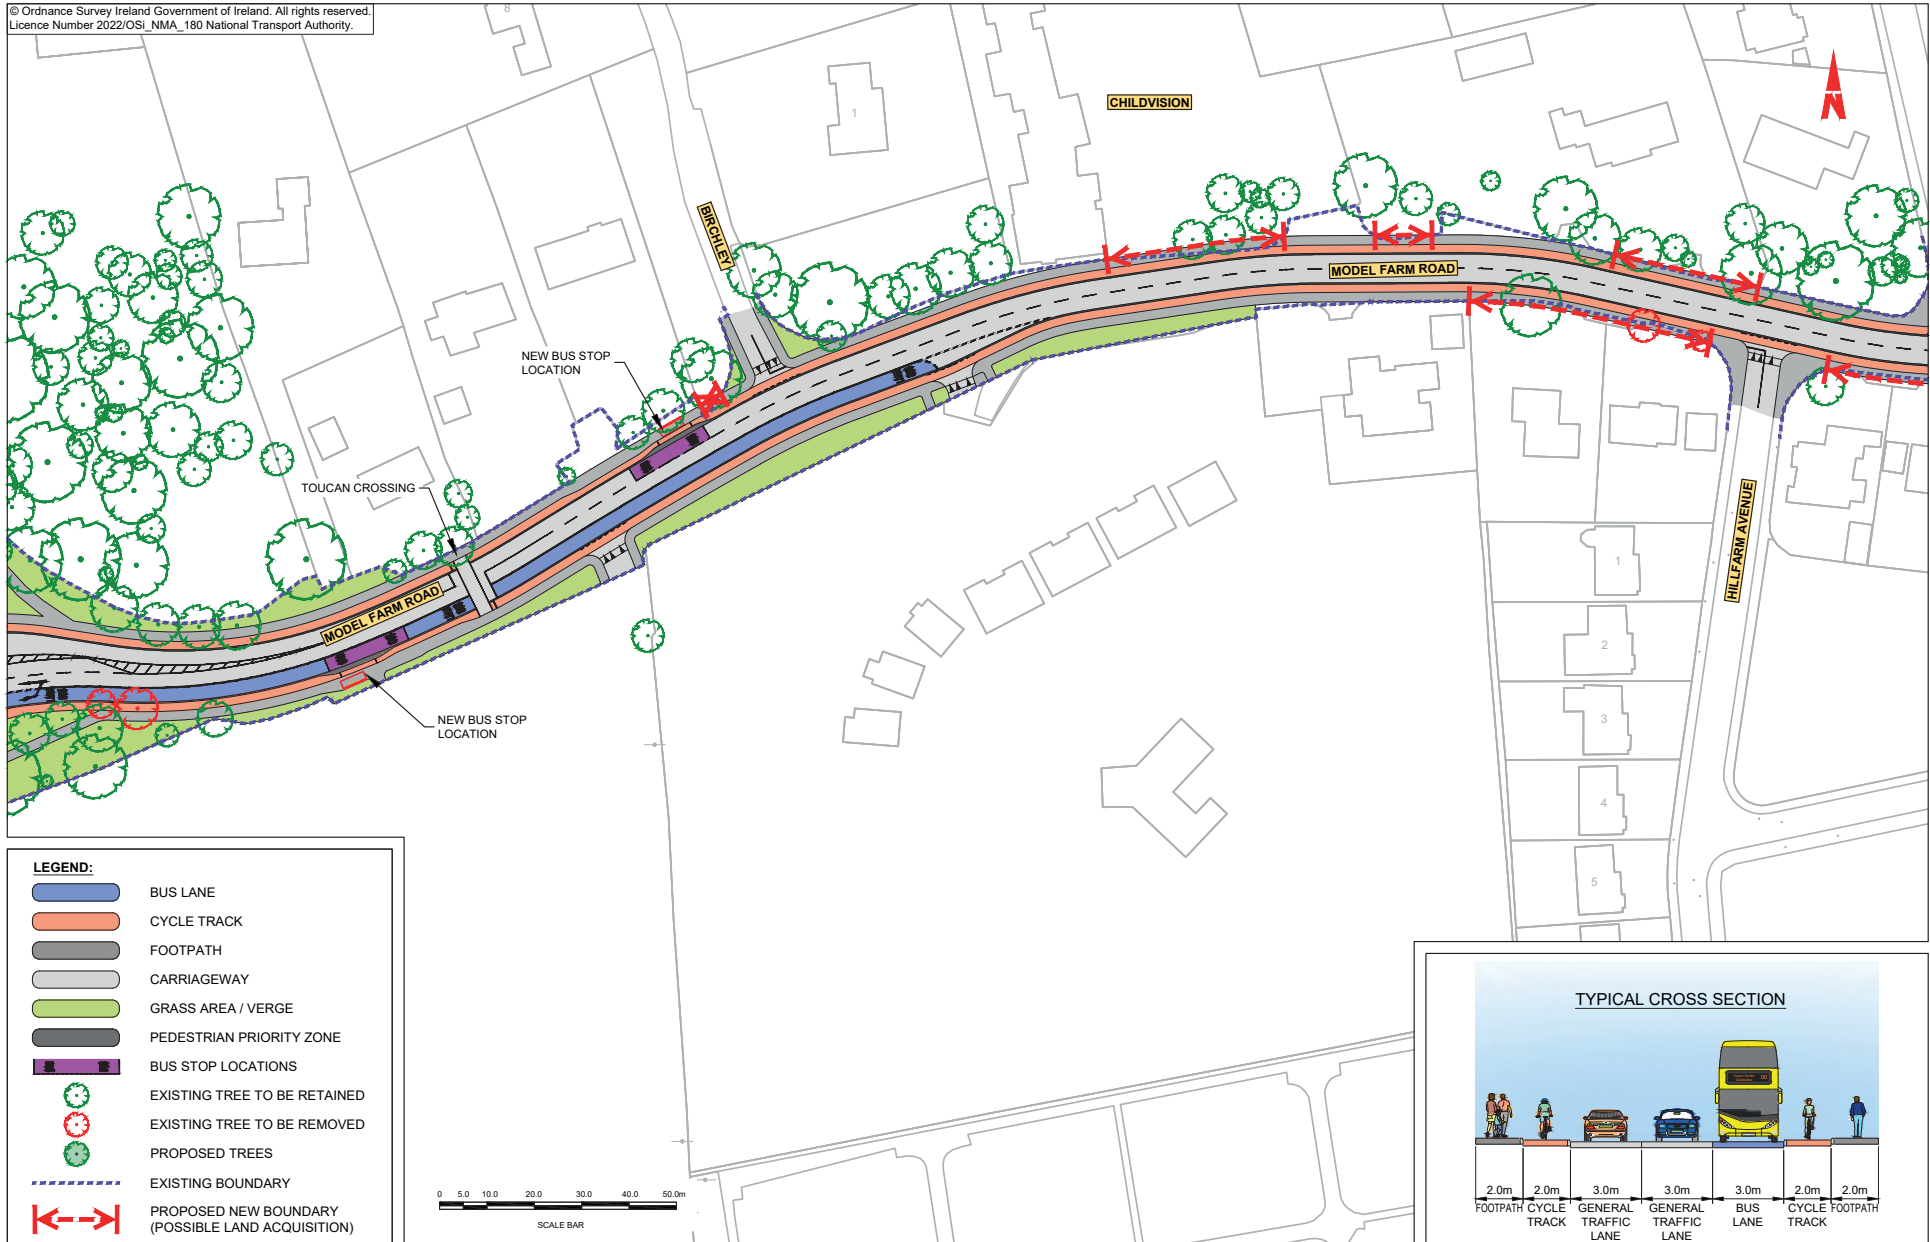 © Ordnance Survey Ireland Government of Ireland. All rights reserved.
Licence Number 2022/OSi_NMA_180 National Transport Authority.
8
1
CHILDVISION
N
BIRCHLEY
MODEL FARM ROAD
NEW BUS STOP
LOCATION
TOUCAN CROSSING
MODEL FARM ROAD
NEW BUS STOP
LOCATION
HILLFARM AVENUE
1
2
3
4
5
LEGEND:
BUS LANE
CYCLE TRACK
FOOTPATH
CARRIAGEWAY
GRASS AREA / VERGE
PEDESTRIAN PRIORITY ZONE
BUS STOP LOCATIONS
EXISTING TREE TO BE RETAINED
EXISTING TREE TO BE REMOVED
PROPOSED TREES
EXISTING BOUNDARY
PROPOSED NEW BOUNDARY
(POSSIBLE LAND ACQUISITION)
0 5.0 10.0 20.0 30.0 40.0 50.0m
SCALE BAR
TYPICAL CROSS SECTION
2.0m 2.0m 3.0m 3.0m 3.0m 2.0m 2.0m
FOOTPATH CYCLE GENERAL GENERAL BUS CYCLE FOOTPATH
TRACK TRAFFIC TRAFFIC LANE TRACK
LANE LANE